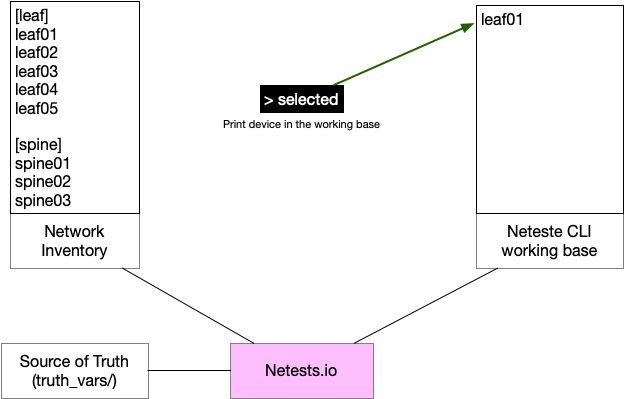 [leaf]
leaf01
leaf02
leaf03
leaf04
leaf05
[spine]
spine01
spine02
spine03
Network
Inventory
> selected
Print device in the working base
leaf01
Neteste CLI
working base
Source of Truth
(truth_vars/)
Netests.io